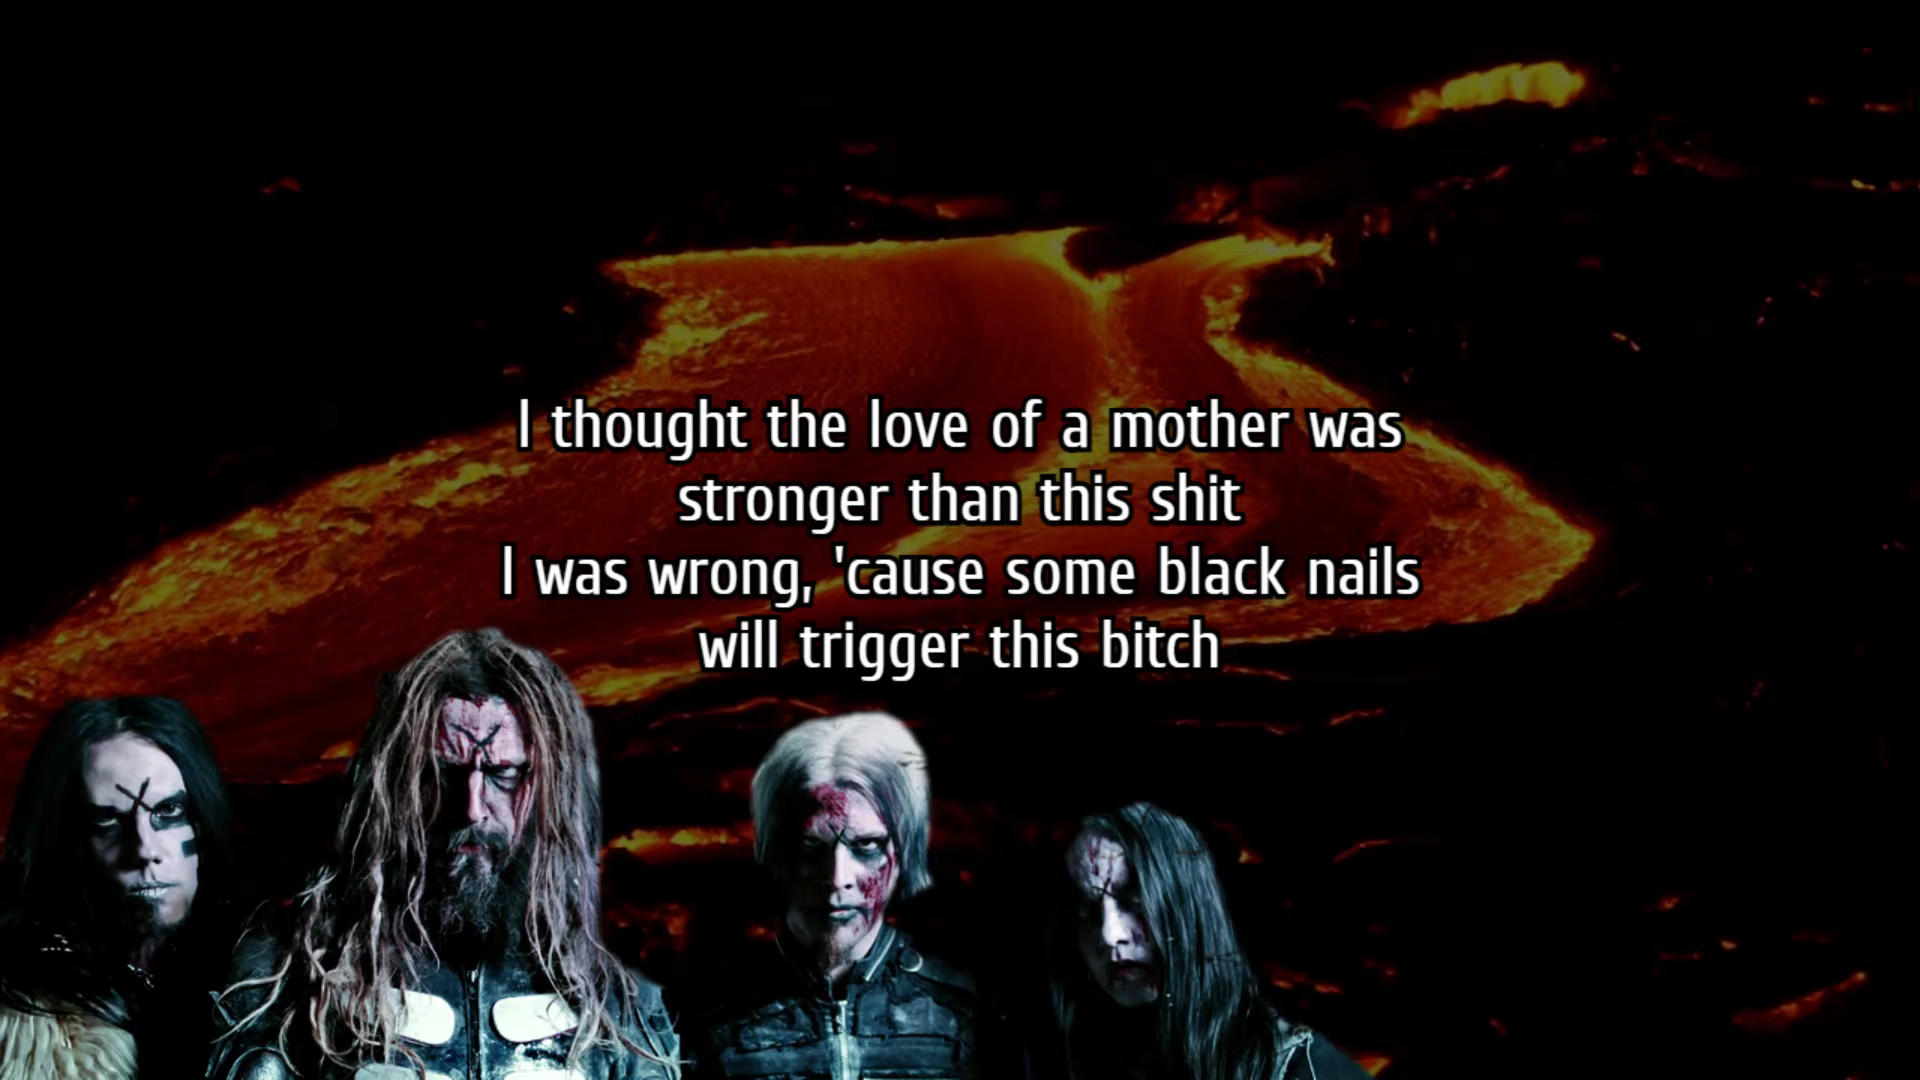 I thought the love of a mother was
stronger than this shit
I was wrong, 'cause some black nails
will trigger this bitch